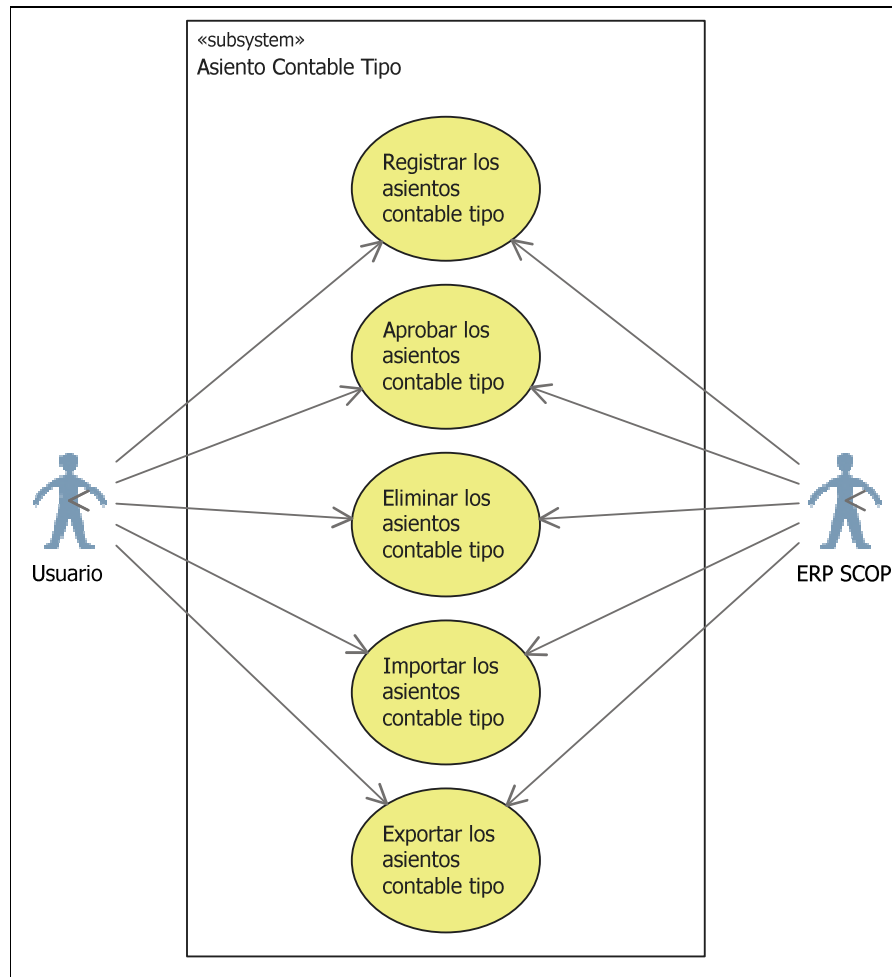 «subsystem»
Asiento Contable Tipo
Registrar los
asientos
contable tipo
Aprobar los
asientos
contable tipo
Eliminar los
asientos
contable tipo
Usuario
ERP SCOP
Importar los
asientos
contable tipo
Exportar los
asientos
contable tipo